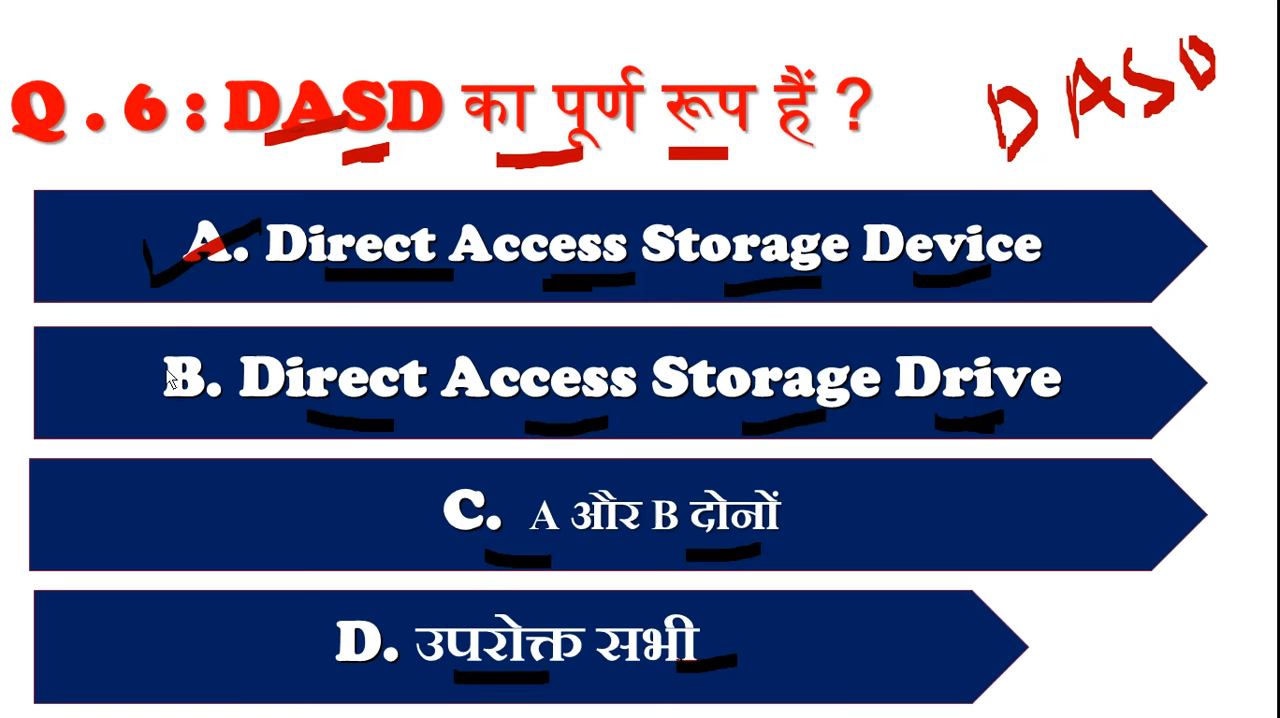 Q . 6 : DASD का पूर्ण रूप हैं ?
DASD
A. Direct Access Storage Device
B. Direct Access Storage Drive
C. A और B दोनों
D. उपरोक्त सभी